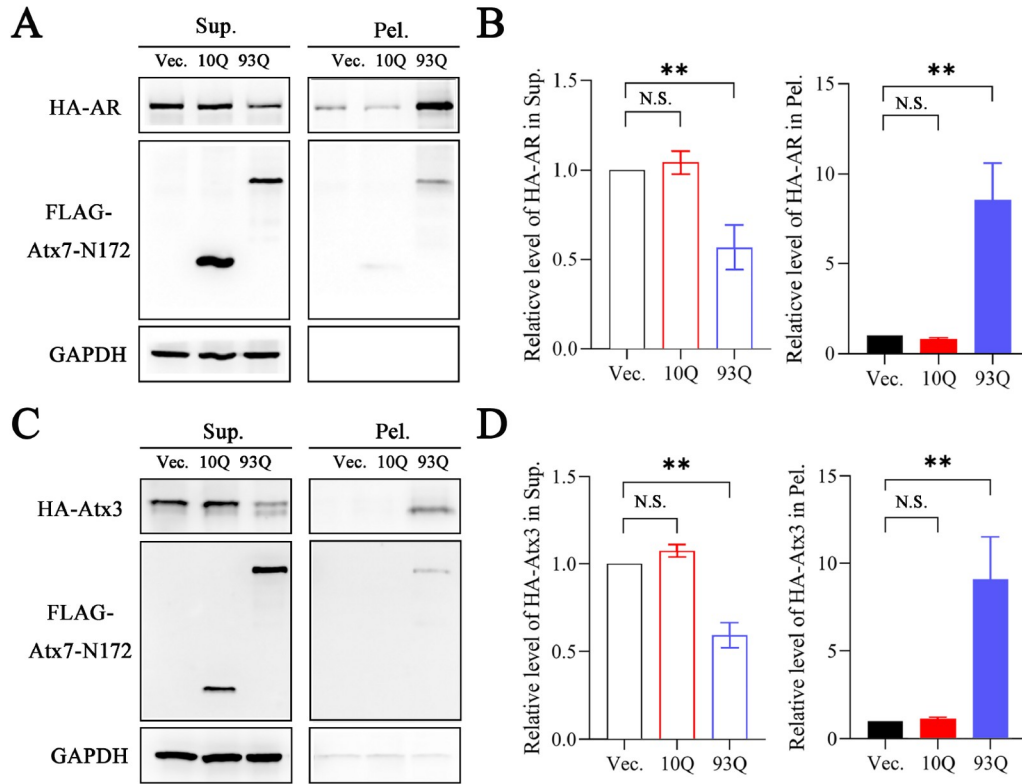 A
Sup.
Pel.
Vec. 10Q 93Q
Vec. 10Q 93Q
HA-AR
FLAG-
Atx7-N172
GAPDH
B
Relaticve level of HA-AR in Sup.
1.5
1.0
0.5
0.0
**
N.S.
Vec. 10Q 93Q
Relaticve level of HA-AR in Pel.
15
10
5
0
**
N.S.
Vec. 10Q 93Q
C
Sup.
Pel.
Vec. 10Q 93Q
Vec. 10Q 93Q
HA-Atx3
FLAG-
Atx7-N172
GAPDH
D
Relative level of HA-Atx3 in Sup.
1.5
1.0
0.5
0.0
**
N.S.
Vec. 10Q 93Q
Relative level of HA-Atx3 in Pel.
15
10
5
0
**
N.S.
Vec. 10Q 93Q